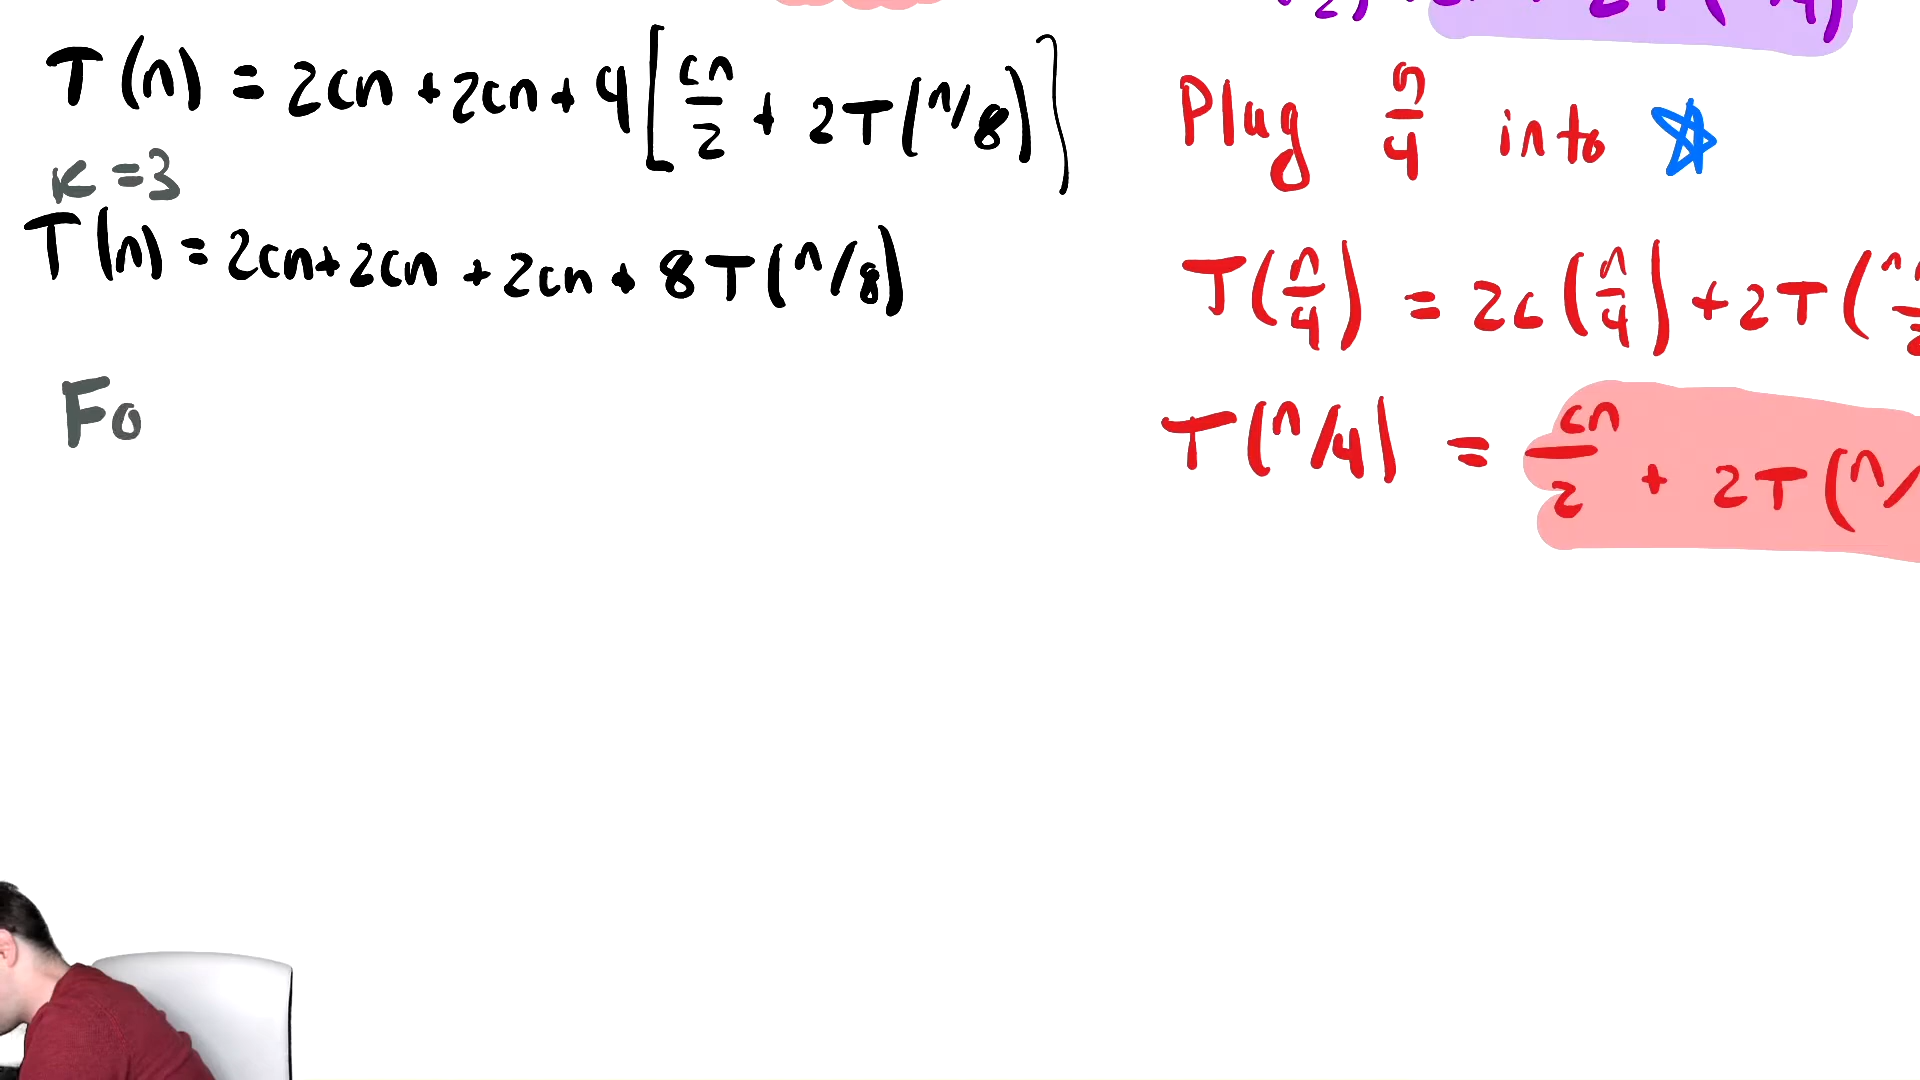 T(n) = 2cn + 2cn + 4[cn/2 + 2T(n/8)]
K = 3
T(n) = 2cn + 2cn + 2cn + 8T(n/8)
Fo
Plug n/4 into ☆
T(n/4) = 2c(n/4) + 2T(
T(n/4) = cn/2 + 2T(n/